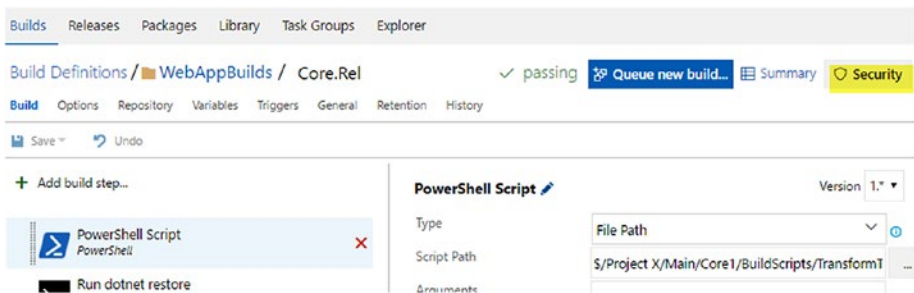 Builds Releases Packages Library Task Groups Explorer
Build Definitions / WebAppBuilds / Core.Rel passing Queue new build... Summary Security
Build Options Repository Variables Triggers General Retention History
Save Undo
+ Add build step... PowerShell Script Version 1.*
PowerShell Script
PowerShell
Type File Path
Script Path $/Project X/Main/Core1/BuildScripts/TransformT ...
Run dotnet restore
Arguments